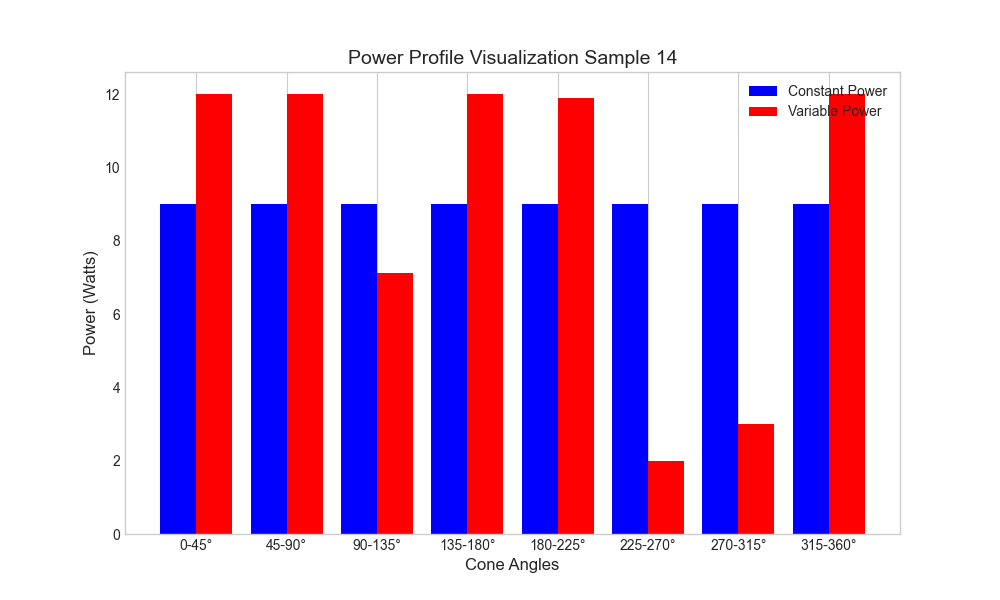 Power Profile Visualization Sample 14
Constant Power
Variable Power
Power (Watts)
12
10
8
6
4
2
0
0-45° 45-90° 90-135° 135-180° 180-225° 225-270° 270-315° 315-360°
Cone Angles